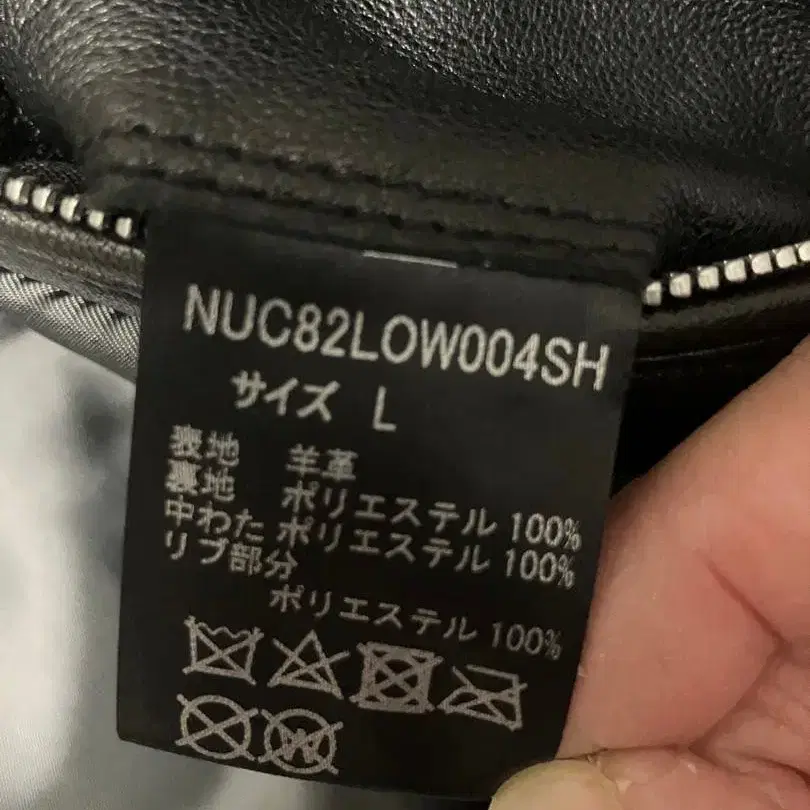 NUC82LOW004SH
サイズ L
表地 羊革
裏地 ポリエステル 100%
中わた ポリエステル 100%
リブ部分
ポリエステル 100%
W